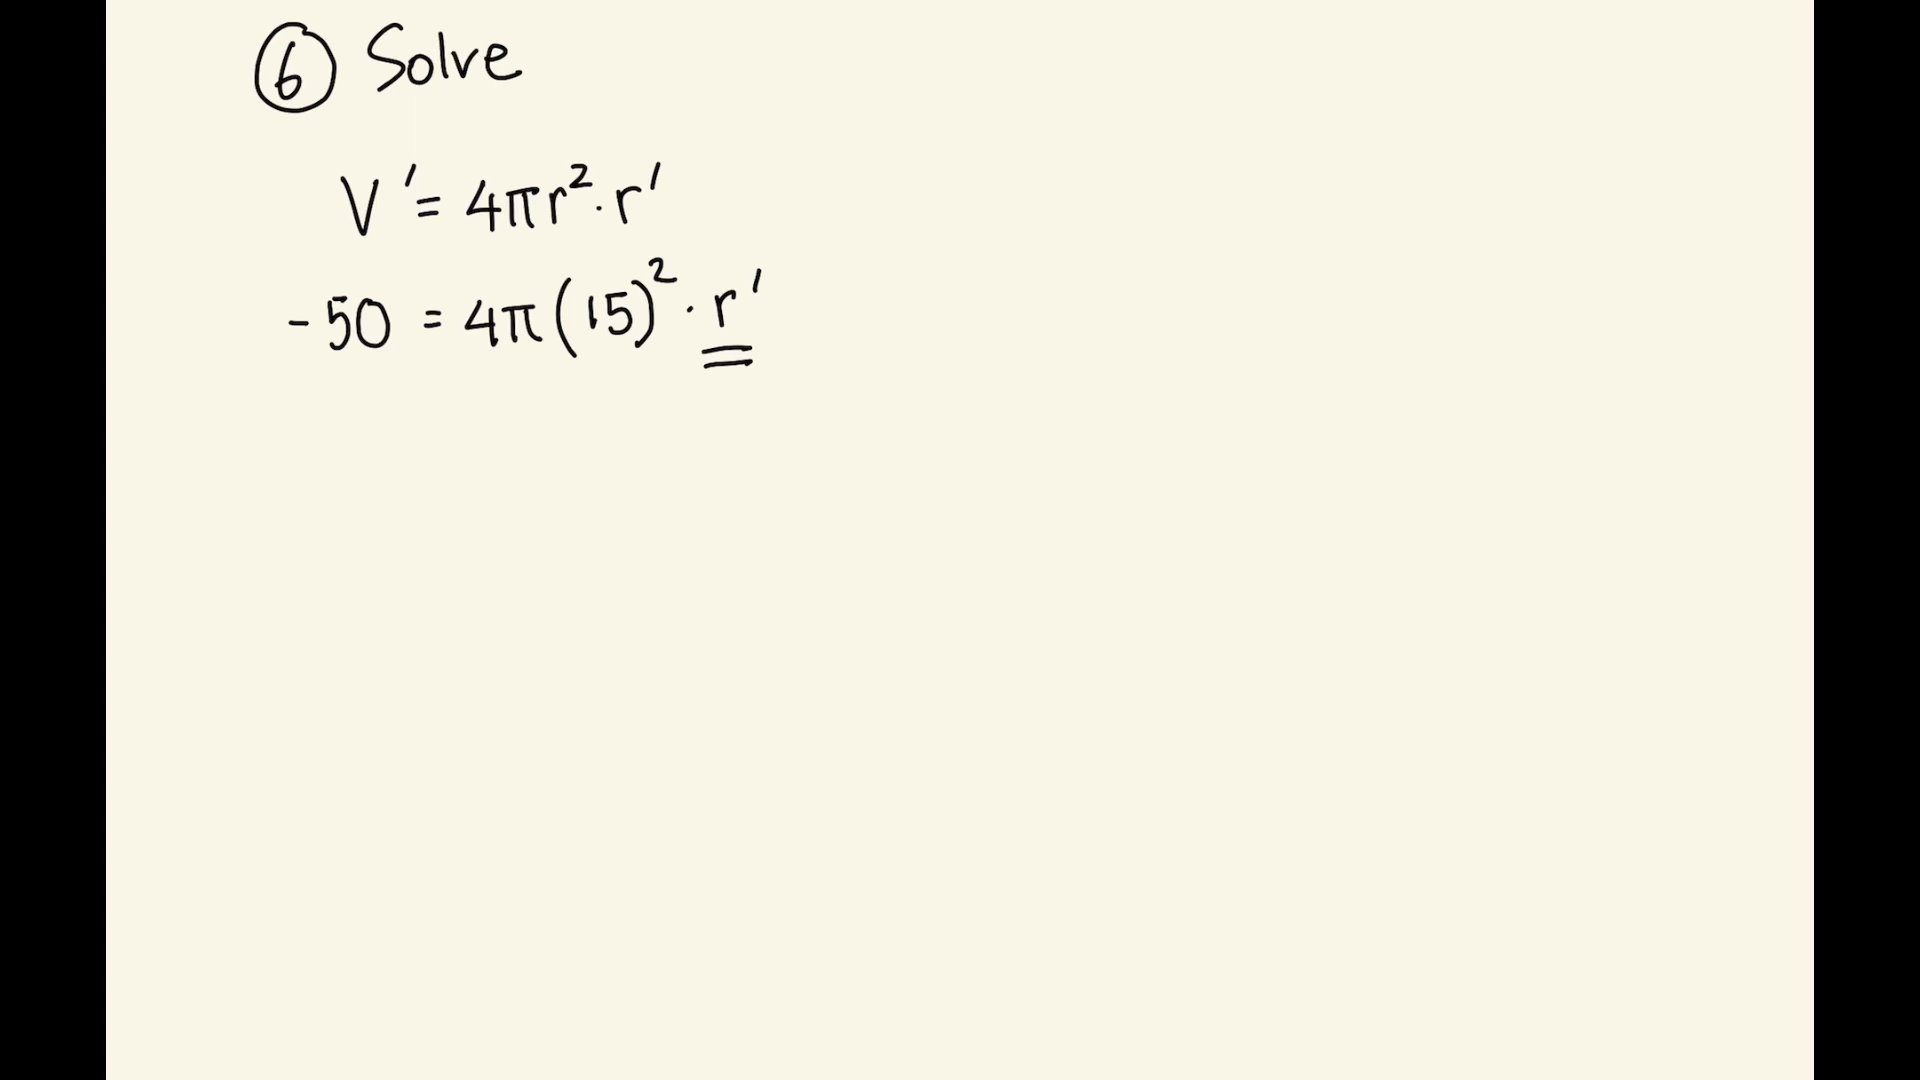 ⑥ Solve
V' = 4πr²·r'
-50 = 4π(15)²·r'